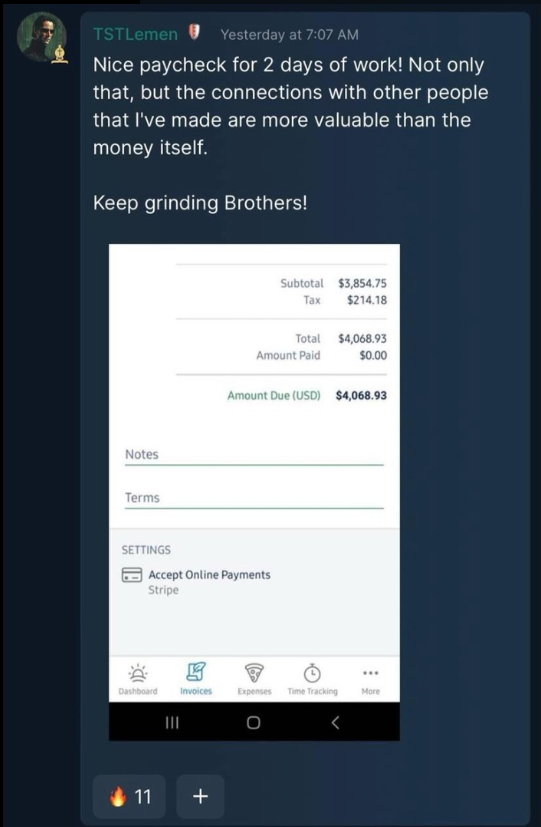 TSTLemen Yesterday at 7:07 AM
Nice paycheck for 2 days of work! Not only
that, but the connections with other people
that I've made are more valuable than the
money itself.
Keep grinding Brothers!
Subtotal $3,854.75
Tax $214.18
Total $4,068.93
Amount Paid $0.00
Amount Due (USD) $4,068.93
Notes
Terms
SETTINGS
Accept Online Payments
Stripe
Dashboard Invoices Expenses Time Tracking More
🔥 11 +